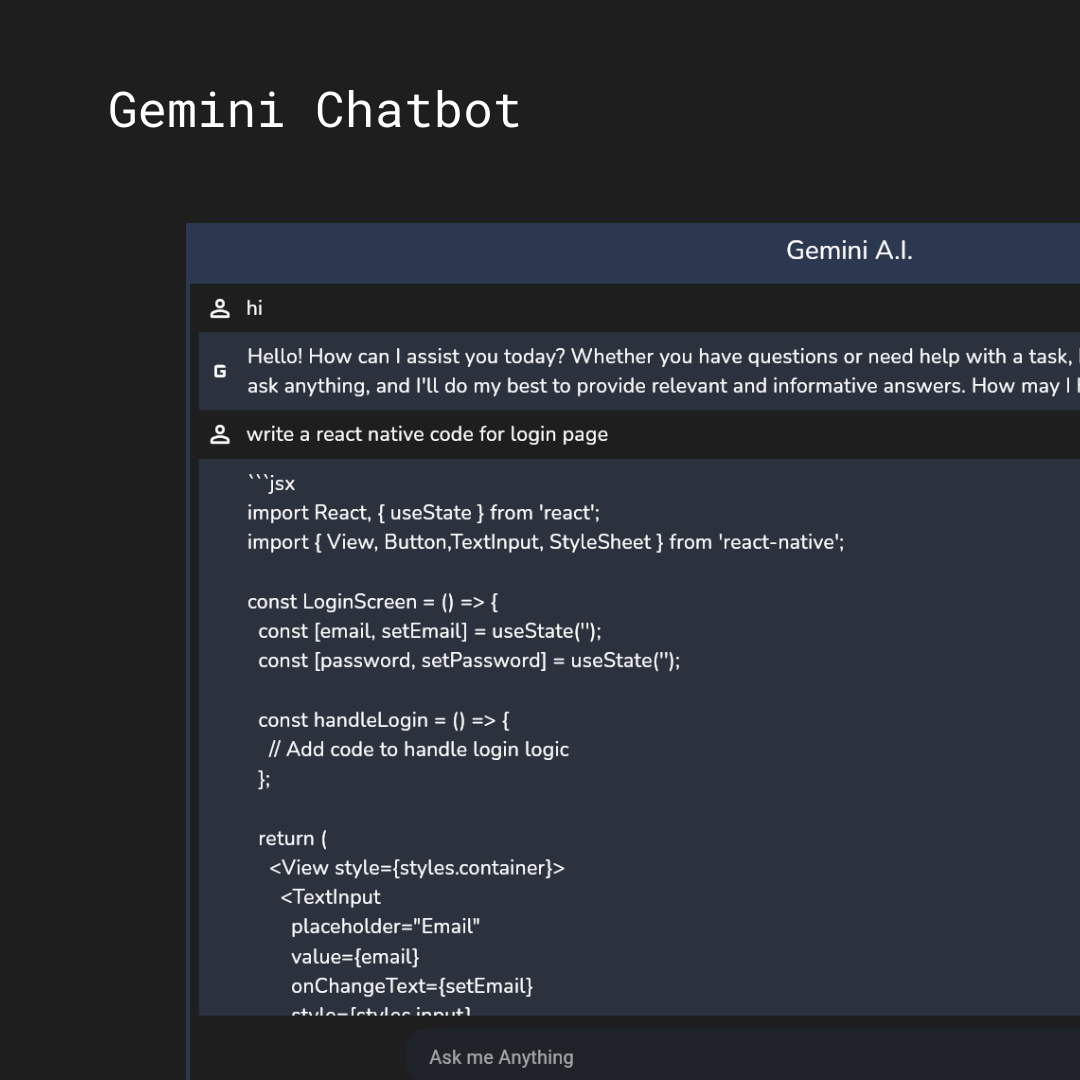 Gemini Chatbot
Gemini A.I.
hi
G
Hello! How can I assist you today? Whether you have questions or need help with a task,
ask anything, and I'll do my best to provide relevant and informative answers. How may I
write a react native code for login page
```jsx
import React, { useState } from 'react';
import { View, Button,TextInput, StyleSheet } from 'react-native';
const LoginScreen = () => {
const [email, setEmail] = useState('');
const [password, setPassword] = useState('');
const handleLogin = () => {
// Add code to handle login logic
};
return (
<View style={styles.container}>
<TextInput
placeholder="Email"
value={email}
onChangeText={setEmail}
style={styles.input}
Ask me Anything